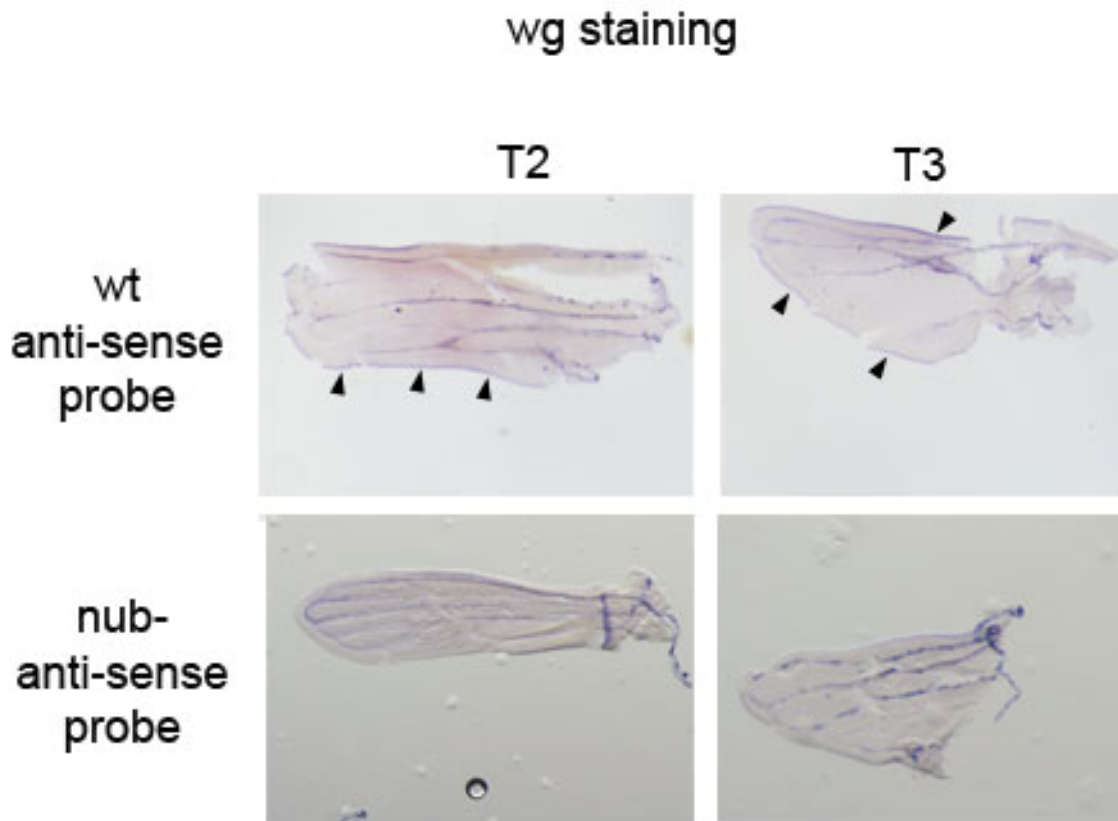 wg staining
T2
T3
wt
anti-sense
probe
nub-
anti-sense
probe